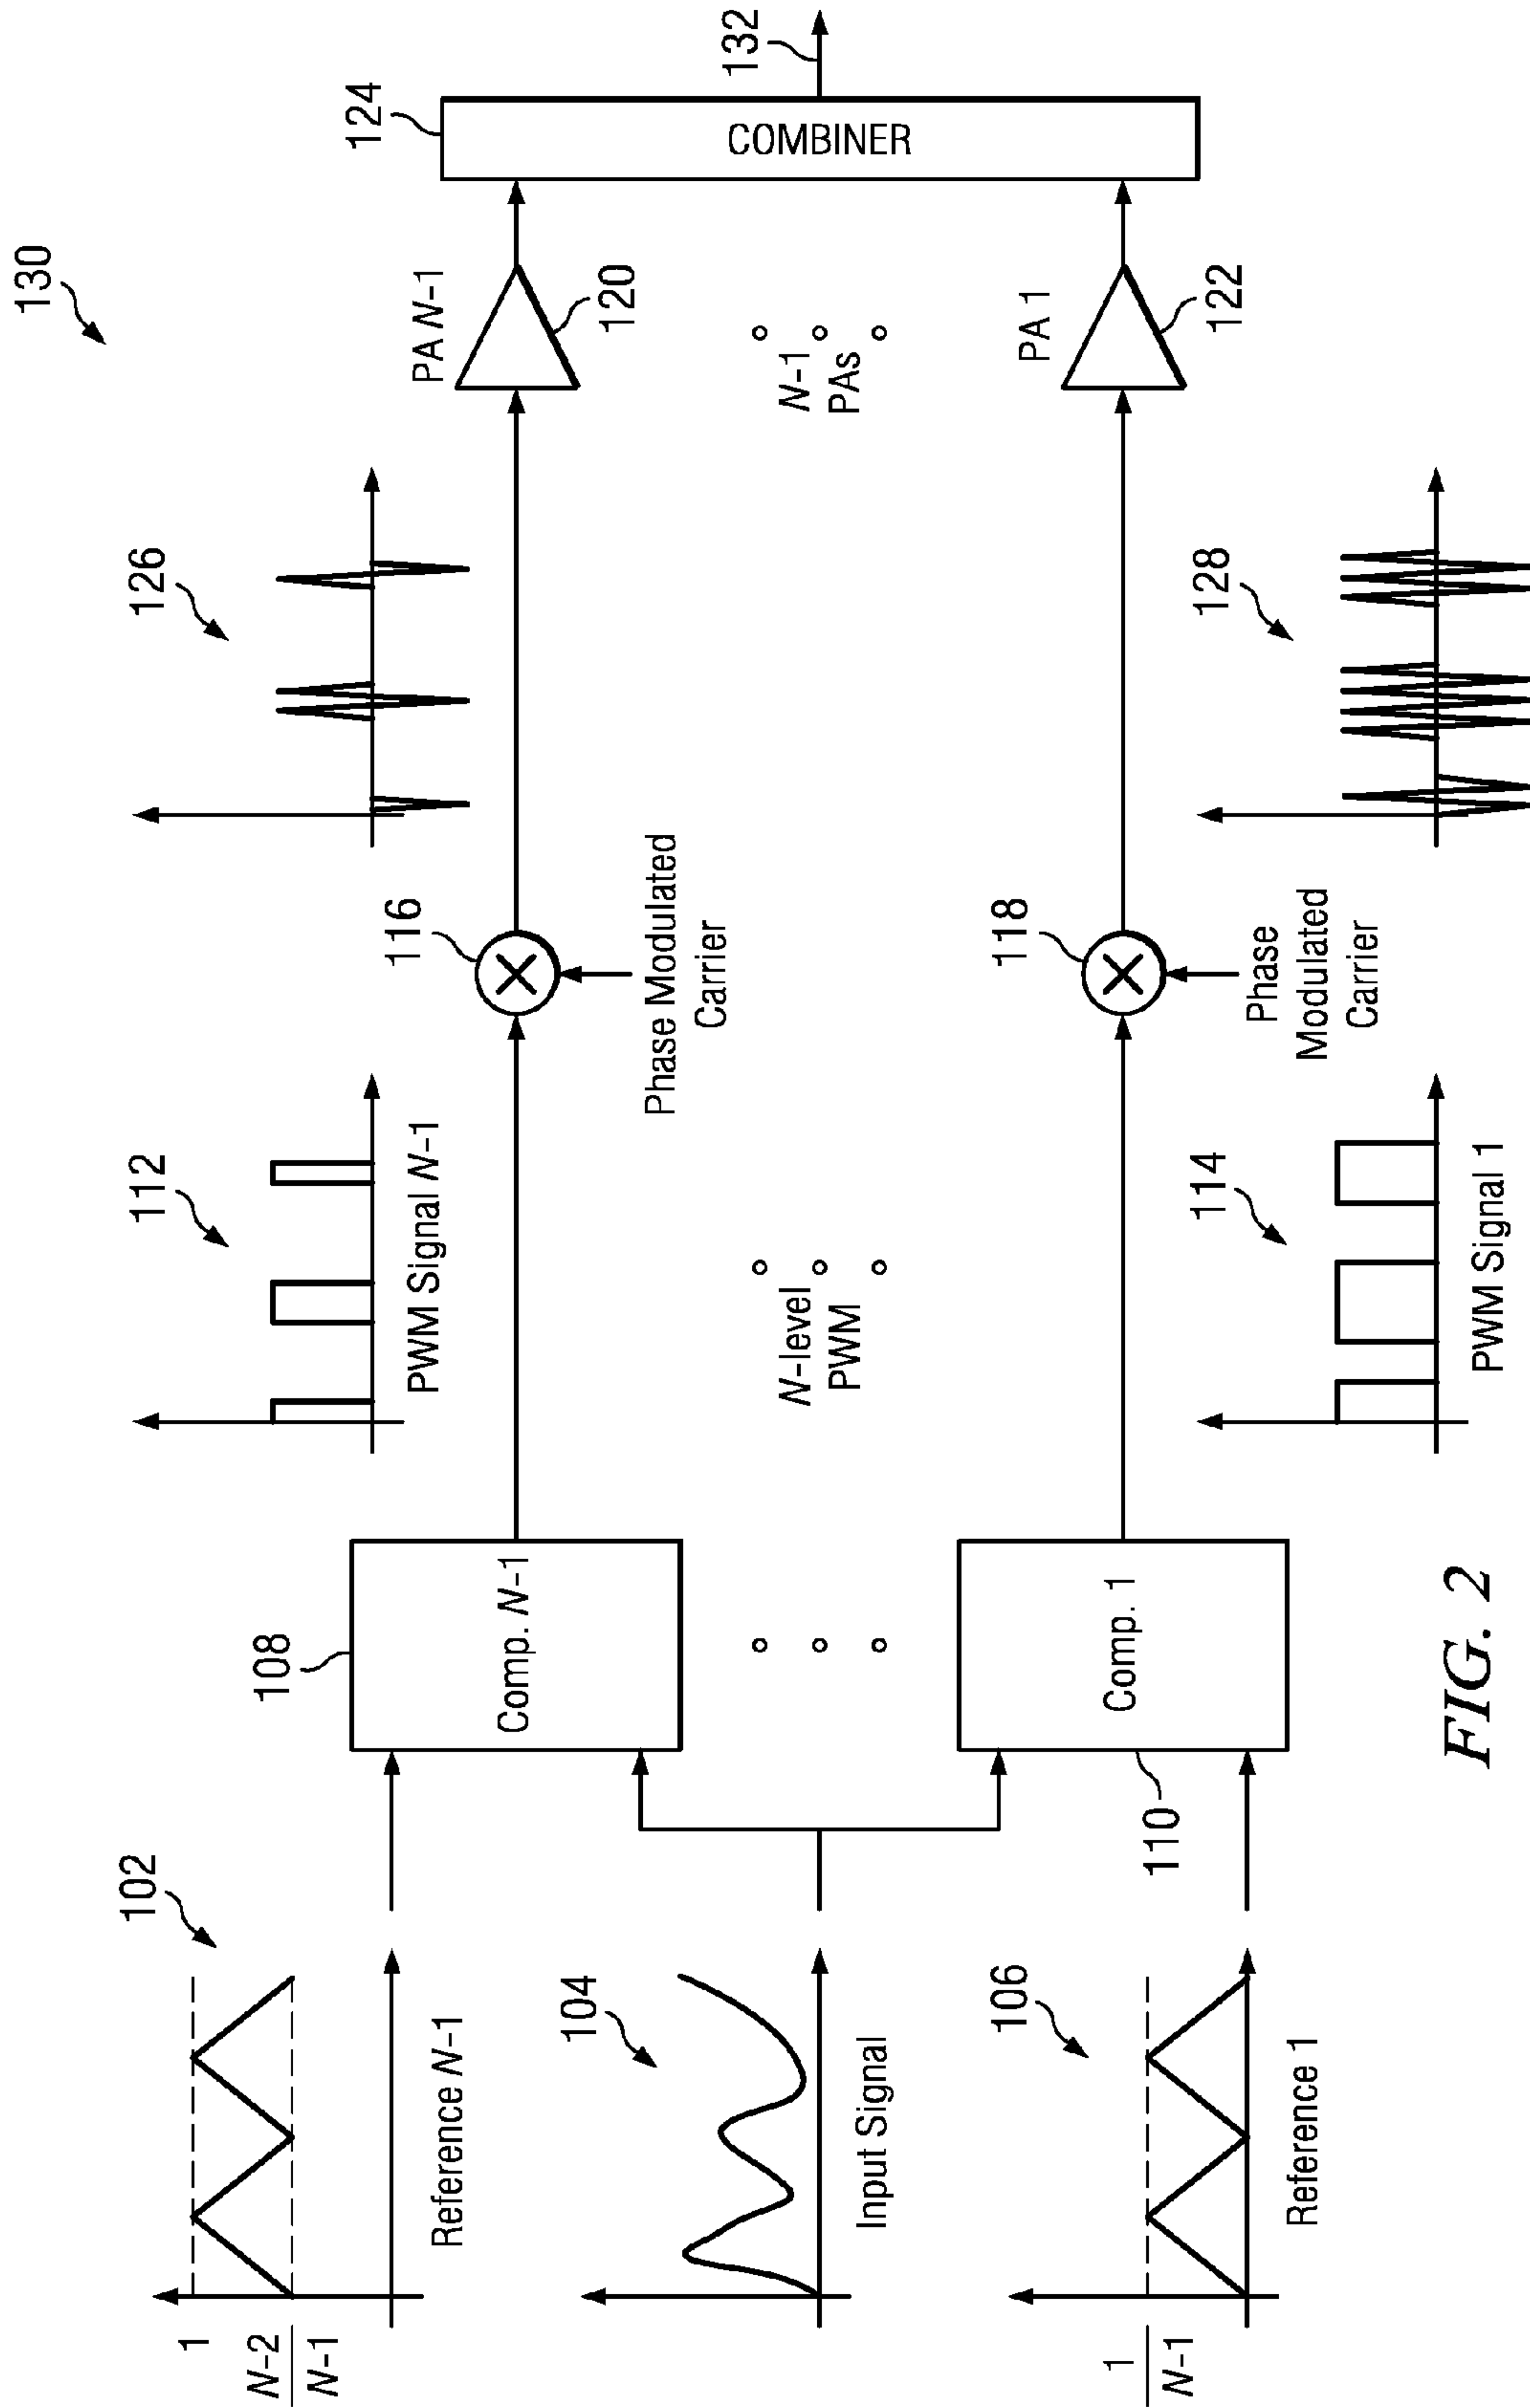 130
102
1
N-2
N-1
Reference N-1
104
Input Signal
106
1
N-1
Reference 1
108
Comp. N-1
110
Comp. 1
112
PWM Signal N-1
N-level
PWM
114
PWM Signal 1
116
Phase Modulated
Carrier
118
Phase
Modulated
Carrier
126
128
PA N-1
120
N-1
PAs
PA 1
122
124
COMBINER
132
FIG. 2